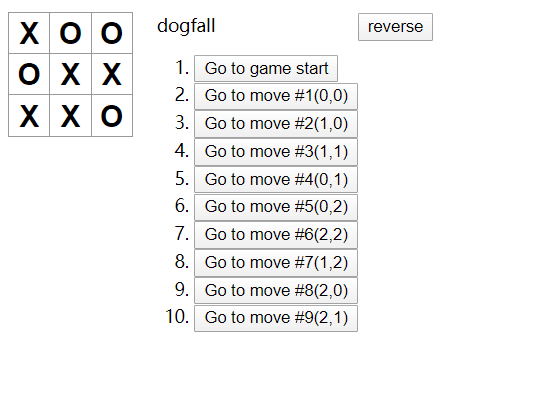 X O O
O X X
X X O
dogfall
reverse
1. Go to game start
2. Go to move #1(0,0)
3. Go to move #2(1,0)
4. Go to move #3(1,1)
5. Go to move #4(0,1)
6. Go to move #5(0,2)
7. Go to move #6(2,2)
8. Go to move #7(1,2)
9. Go to move #8(2,0)
10. Go to move #9(2,1)